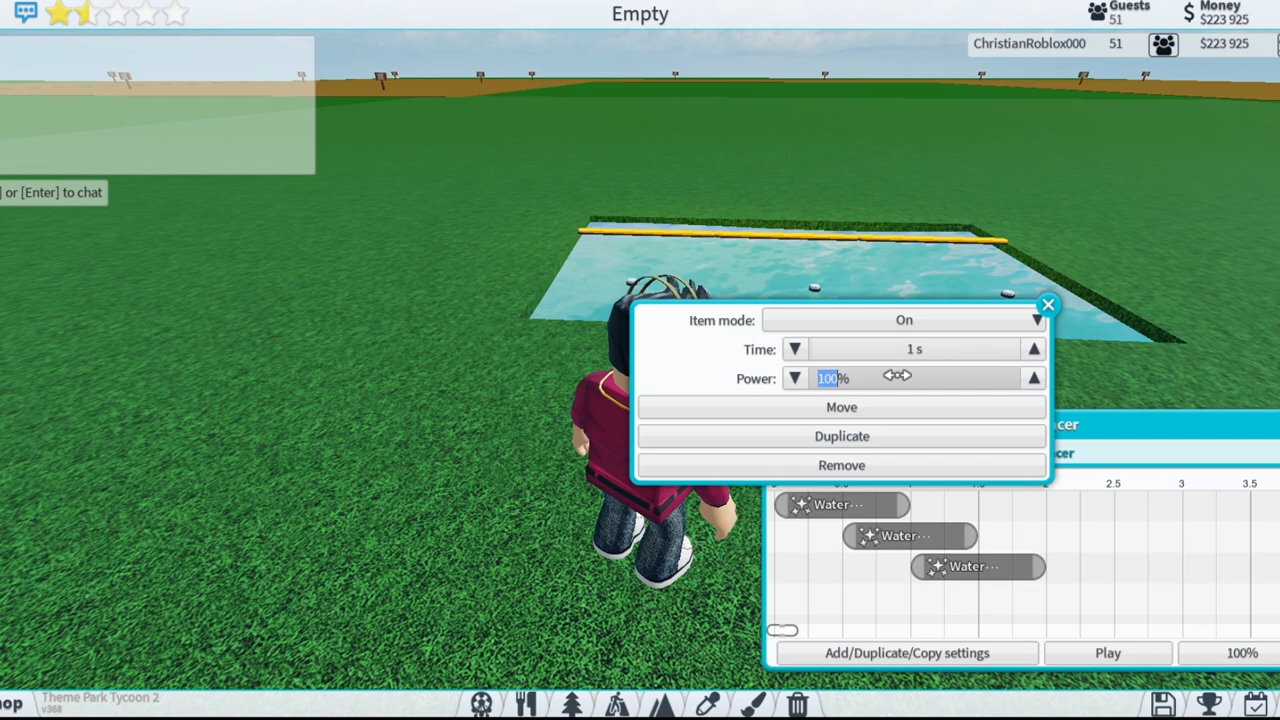 Empty
Guests
51
$ Money
$223 925
ChristianRoblox000 51 $223 925
] or [Enter] to chat
Item mode: On
Time: 1 s
Power: 100%
Move
Duplicate
Remove
cer
cer
2.5 3 3.5
Water···
Water···
Water···
Add/Duplicate/Copy settings Play 100%
hop
Theme Park Tycoon 2
v368